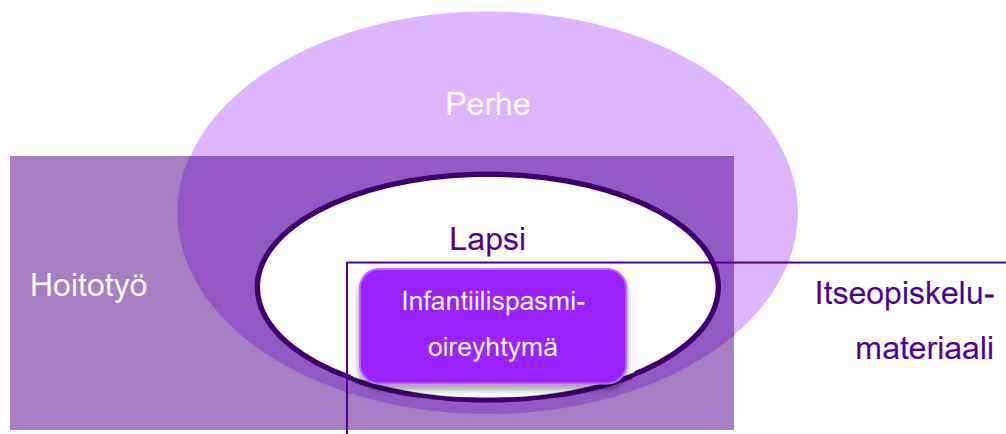 Perhe
Lapsi
Hoitotyö
Infantiilispasmi-
oireyhtymä
Itseopiskelu-
materiaali